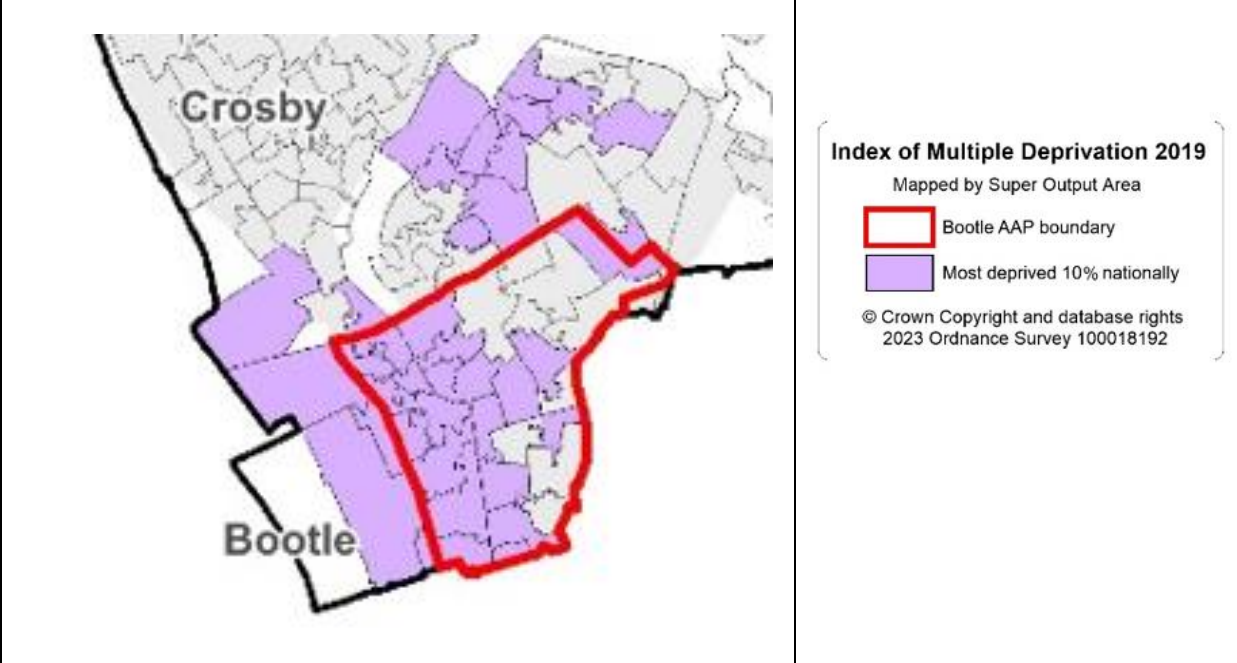 Crosby
Bootle
Index of Multiple Deprivation 2019
Mapped by Super Output Area
Bootle AAP boundary
Most deprived 10% nationally
© Crown Copyright and database rights
2023 Ordnance Survey 100018192